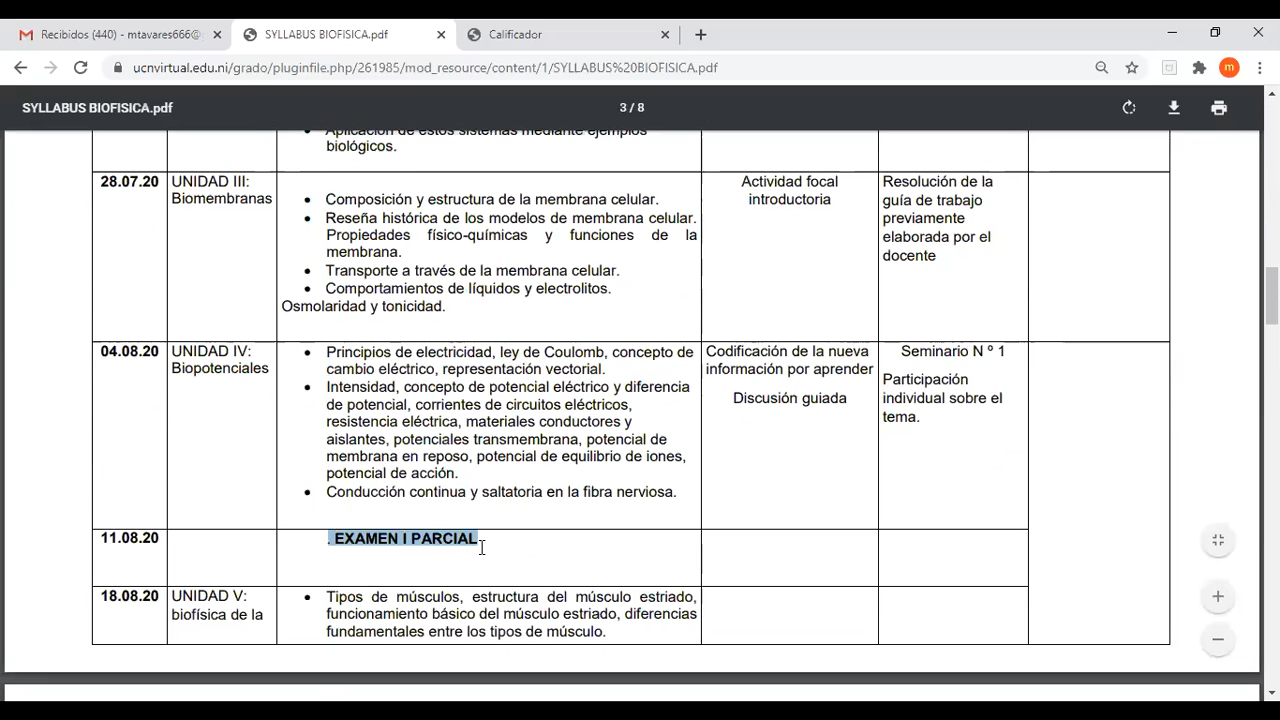 Recibidos (440) - mtavares666@
SYLLABUS BIOFISICA.pdf
Calificador
ucnvirtual.edu.ni/grado/pluginfile.php/261985/mod_resource/content/1/SYLLABUS%20BIOFISICA.pdf
m
SYLLABUS BIOFISICA.pdf
3 / 8
Aplicación de estos sistemas mediante ejemplos
biológicos.
28.07.20
UNIDAD III:
Biomembranas
• Composición y estructura de la membrana celular.
• Reseña histórica de los modelos de membrana celular.
Propiedades físico-químicas y funciones de la
membrana.
• Transporte a través de la membrana celular.
• Comportamientos de líquidos y electrolitos.
Osmolaridad y tonicidad.
Actividad focal
introductoria
Resolución de la
guía de trabajo
previamente
elaborada por el
docente
04.08.20
UNIDAD IV:
Biopotenciales
• Principios de electricidad, ley de Coulomb, concepto de
cambio eléctrico, representación vectorial.
• Intensidad, concepto de potencial eléctrico y diferencia
de potencial, corrientes de circuitos eléctricos,
resistencia eléctrica, materiales conductores y
aislantes, potenciales transmembrana, potencial de
membrana en reposo, potencial de equilibrio de iones,
potencial de acción.
• Conducción continua y saltatoria en la fibra nerviosa.
Codificación de la nueva
información por aprender
Discusión guiada
Seminario N º 1
Participación
individual sobre el
tema.
11.08.20
. EXAMEN I PARCIAL
18.08.20
UNIDAD V:
biofísica de la
• Tipos de músculos, estructura del músculo estriado,
funcionamiento básico del músculo estriado, diferencias
fundamentales entre los tipos de músculo.